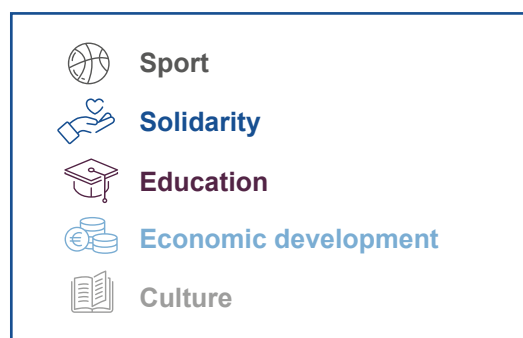 Sport
Solidarity
Education
€ Economic development
Culture